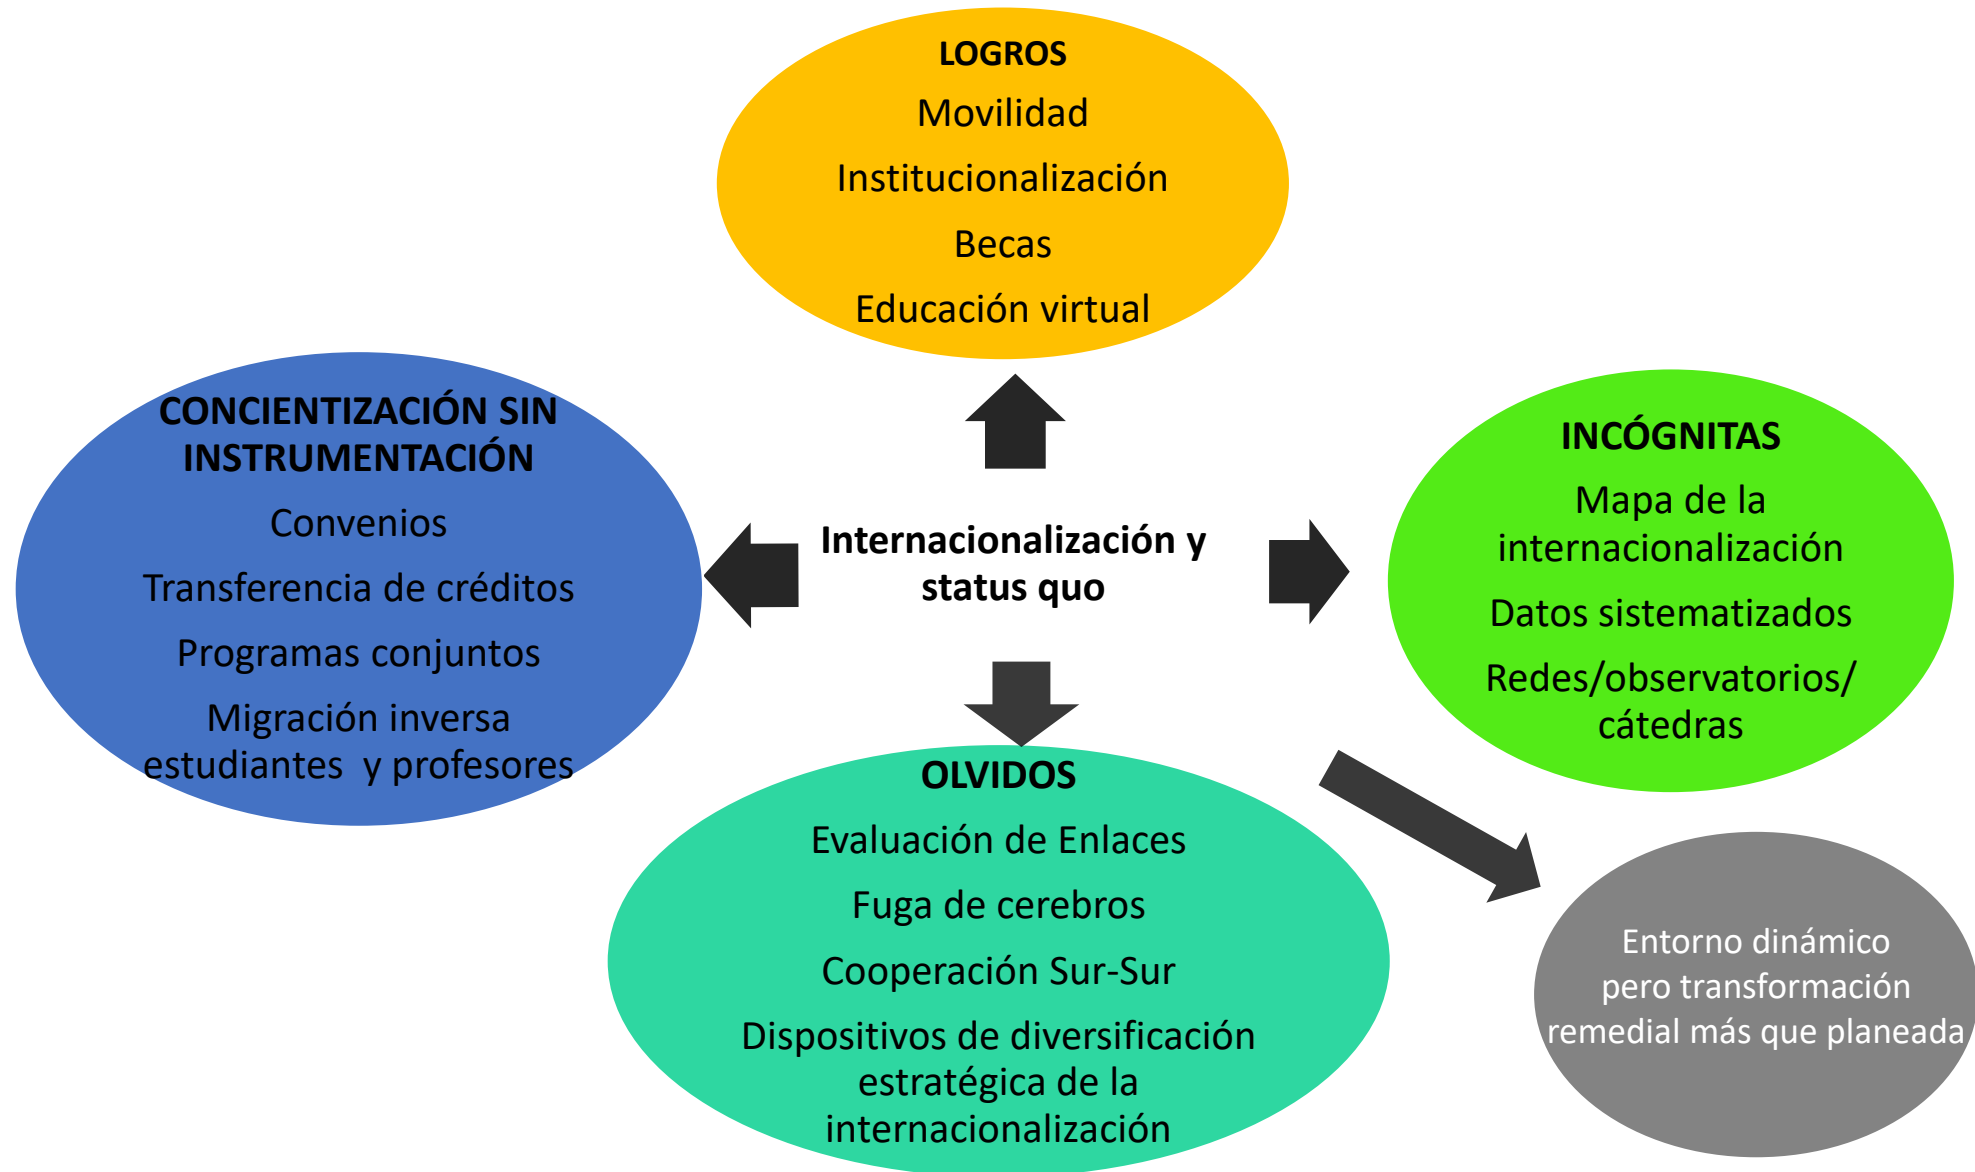 LOGROS
Movilidad
Institucionalización
Becas
Educación virtual
CONCIENTIZACIÓN SIN
INSTRUMENTACIÓN
Convenios
Transferencia de créditos
Programas conjuntos
Migración inversa
estudiantes y profesores
Internacionalización y
status quo
INCÓGNITAS
Mapa de la
internacionalización
Datos sistematizados
Redes/observatorios/
cátedras
OLVIDOS
Evaluación de Enlaces
Fuga de cerebros
Cooperación Sur-Sur
Dispositivos de diversificación
estratégica de la
internacionalización
Entorno dinámico
pero transformación
remedial más que planeada